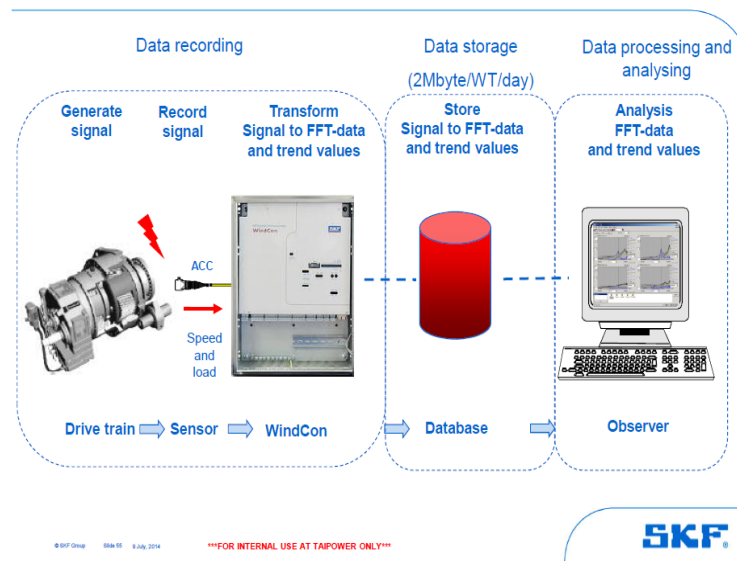 Data recording
Data storage
(2Mbyte/WT/day)
Data processing and
analysing
Generate
signal
Record
signal
Transform
Signal to FFT-data
and trend values
Store
Signal to FFT-data
and trend values
Analysis
FFT-data
and trend values
WindCon
SKF
ACC
Speed
and
load
Drive train
Sensor
WindCon
Database
Observer
© SKF Group
Slide 55
8 July, 2014
***FOR INTERNAL USE AT TAIPOWER ONLY***
SKF®